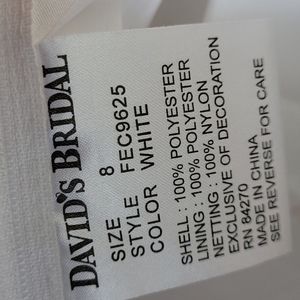 DAVID'S BRIDAL
SIZE 8
STYLE FEC9625
COLOR WHITE
SHELL : 100% POLYESTER
LINING : 100% POLYESTER
NETTING : 100% NYLON
EXCLUSIVE OF DECORATION
RN 84270
MADE IN CHINA
SEE REVERSE FOR CARE